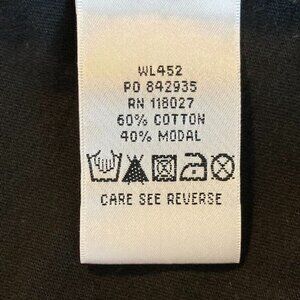 WL452
PO 842935
RN 118027
60% COTTON
40% MODAL
CARE SEE REVERSE